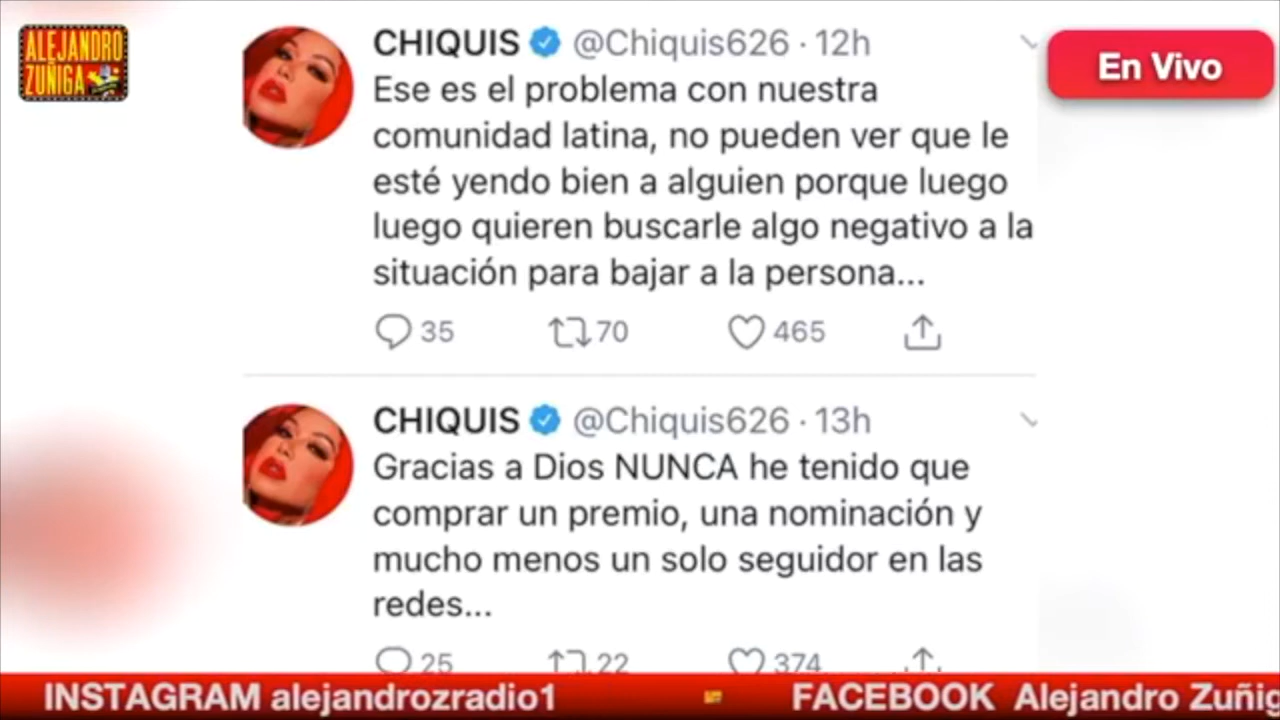 ALEJANDRO
ZUÑIGA
En Vivo
CHIQUIS @Chiquis626 · 12h
Ese es el problema con nuestra
comunidad latina, no pueden ver que le
esté yendo bien a alguien porque luego
luego quieren buscarle algo negativo a la
situación para bajar a la persona...
35 70 465
CHIQUIS @Chiquis626 · 13h
Gracias a Dios NUNCA he tenido que
comprar un premio, una nominación y
mucho menos un solo seguidor en las
redes...
25 22 374
INSTAGRAM alejandrozradio1 FACEBOOK Alejandro Zuñig